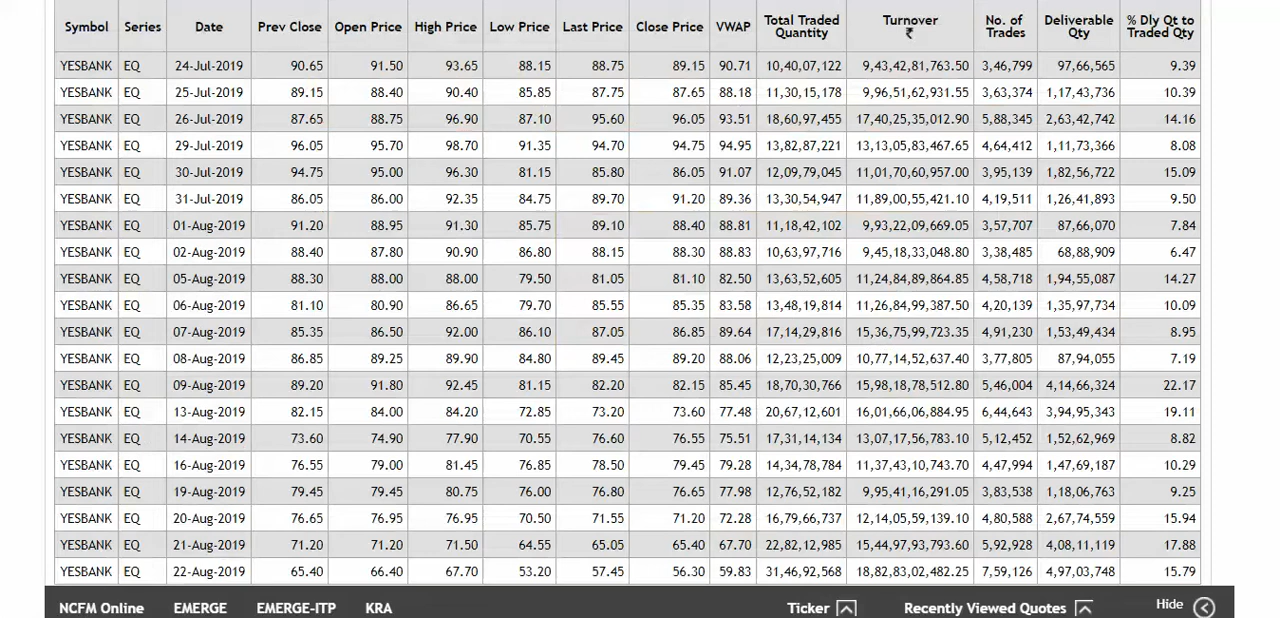 Symbol Series Date Prev Close Open Price High Price Low Price Last Price Close Price VWAP Total Traded Quantity Turnover ₹ No. of Trades Deliverable Qty % Dly Qt to Traded Qty
YESBANK EQ 24-Jul-2019 90.65 91.50 93.65 88.15 88.75 89.15 90.71 10,40,07,122 9,43,42,81,763.50 3,46,799 97,66,565 9.39
YESBANK EQ 25-Jul-2019 89.15 88.40 90.40 85.85 87.75 87.65 88.18 11,30,15,178 9,96,51,62,931.55 3,63,374 1,17,43,736 10.39
YESBANK EQ 26-Jul-2019 87.65 88.75 96.90 87.10 95.60 96.05 93.51 18,60,97,455 17,40,25,35,012.90 5,88,345 2,63,42,742 14.16
YESBANK EQ 29-Jul-2019 96.05 95.70 98.70 91.35 94.70 94.75 94.95 13,82,87,221 13,13,05,83,467.65 4,64,412 1,11,73,366 8.08
YESBANK EQ 30-Jul-2019 94.75 95.00 96.30 81.15 85.80 86.05 91.07 12,09,79,045 11,01,70,60,957.00 3,95,139 1,82,56,722 15.09
YESBANK EQ 31-Jul-2019 86.05 86.00 92.35 84.75 89.70 91.20 89.36 13,30,54,947 11,89,00,55,421.10 4,19,511 1,26,41,893 9.50
YESBANK EQ 01-Aug-2019 91.20 88.95 91.30 85.75 89.10 88.40 88.81 11,18,42,102 9,93,22,09,669.05 3,57,707 87,66,070 7.84
YESBANK EQ 02-Aug-2019 88.40 87.80 90.90 86.80 88.15 88.30 88.83 10,63,97,716 9,45,18,33,048.80 3,38,485 68,88,909 6.47
YESBANK EQ 05-Aug-2019 88.30 88.00 88.00 79.50 81.05 81.10 82.50 13,63,52,605 11,24,84,89,864.85 4,58,718 1,94,55,087 14.27
YESBANK EQ 06-Aug-2019 81.10 80.90 86.65 79.70 85.55 85.35 83.58 13,48,19,814 11,26,84,99,387.50 4,20,139 1,35,97,734 10.09
YESBANK EQ 07-Aug-2019 85.35 86.50 92.00 86.10 87.05 86.85 89.64 17,14,29,816 15,36,75,99,723.35 4,91,230 1,53,49,434 8.95
YESBANK EQ 08-Aug-2019 86.85 89.25 89.90 84.80 89.45 89.20 88.06 12,23,25,009 10,77,14,52,637.40 3,77,805 87,94,055 7.19
YESBANK EQ 09-Aug-2019 89.20 91.80 92.45 81.15 82.20 82.15 85.45 18,70,30,766 15,98,18,78,512.80 5,46,004 4,14,66,324 22.17
YESBANK EQ 13-Aug-2019 82.15 84.00 84.20 72.85 73.20 73.60 77.48 20,67,12,601 16,01,66,06,884.95 6,44,643 3,94,95,343 19.11
YESBANK EQ 14-Aug-2019 73.60 74.90 77.90 70.55 76.60 76.55 75.51 17,31,14,134 13,07,17,56,783.10 5,12,452 1,52,62,969 8.82
YESBANK EQ 16-Aug-2019 76.55 79.00 81.45 76.85 78.50 79.45 79.28 14,34,78,784 11,37,43,10,743.70 4,47,994 1,47,69,187 10.29
YESBANK EQ 19-Aug-2019 79.45 79.45 80.75 76.00 76.80 76.65 77.98 12,76,52,182 9,95,41,16,291.05 3,83,538 1,18,06,763 9.25
YESBANK EQ 20-Aug-2019 76.65 76.95 76.95 70.50 71.55 71.20 72.28 16,79,66,737 12,14,05,59,139.10 4,80,588 2,67,74,559 15.94
YESBANK EQ 21-Aug-2019 71.20 71.20 71.50 64.55 65.05 65.40 67.70 22,82,12,985 15,44,97,93,793.60 5,92,928 4,08,11,119 17.88
YESBANK EQ 22-Aug-2019 65.40 66.40 67.70 53.20 57.45 56.30 59.83 31,46,92,568 18,82,83,02,482.25 7,59,126 4,97,03,748 15.79
NCFM Online EMERGE EMERGE-ITP KRA Ticker Recently Viewed Quotes Hide